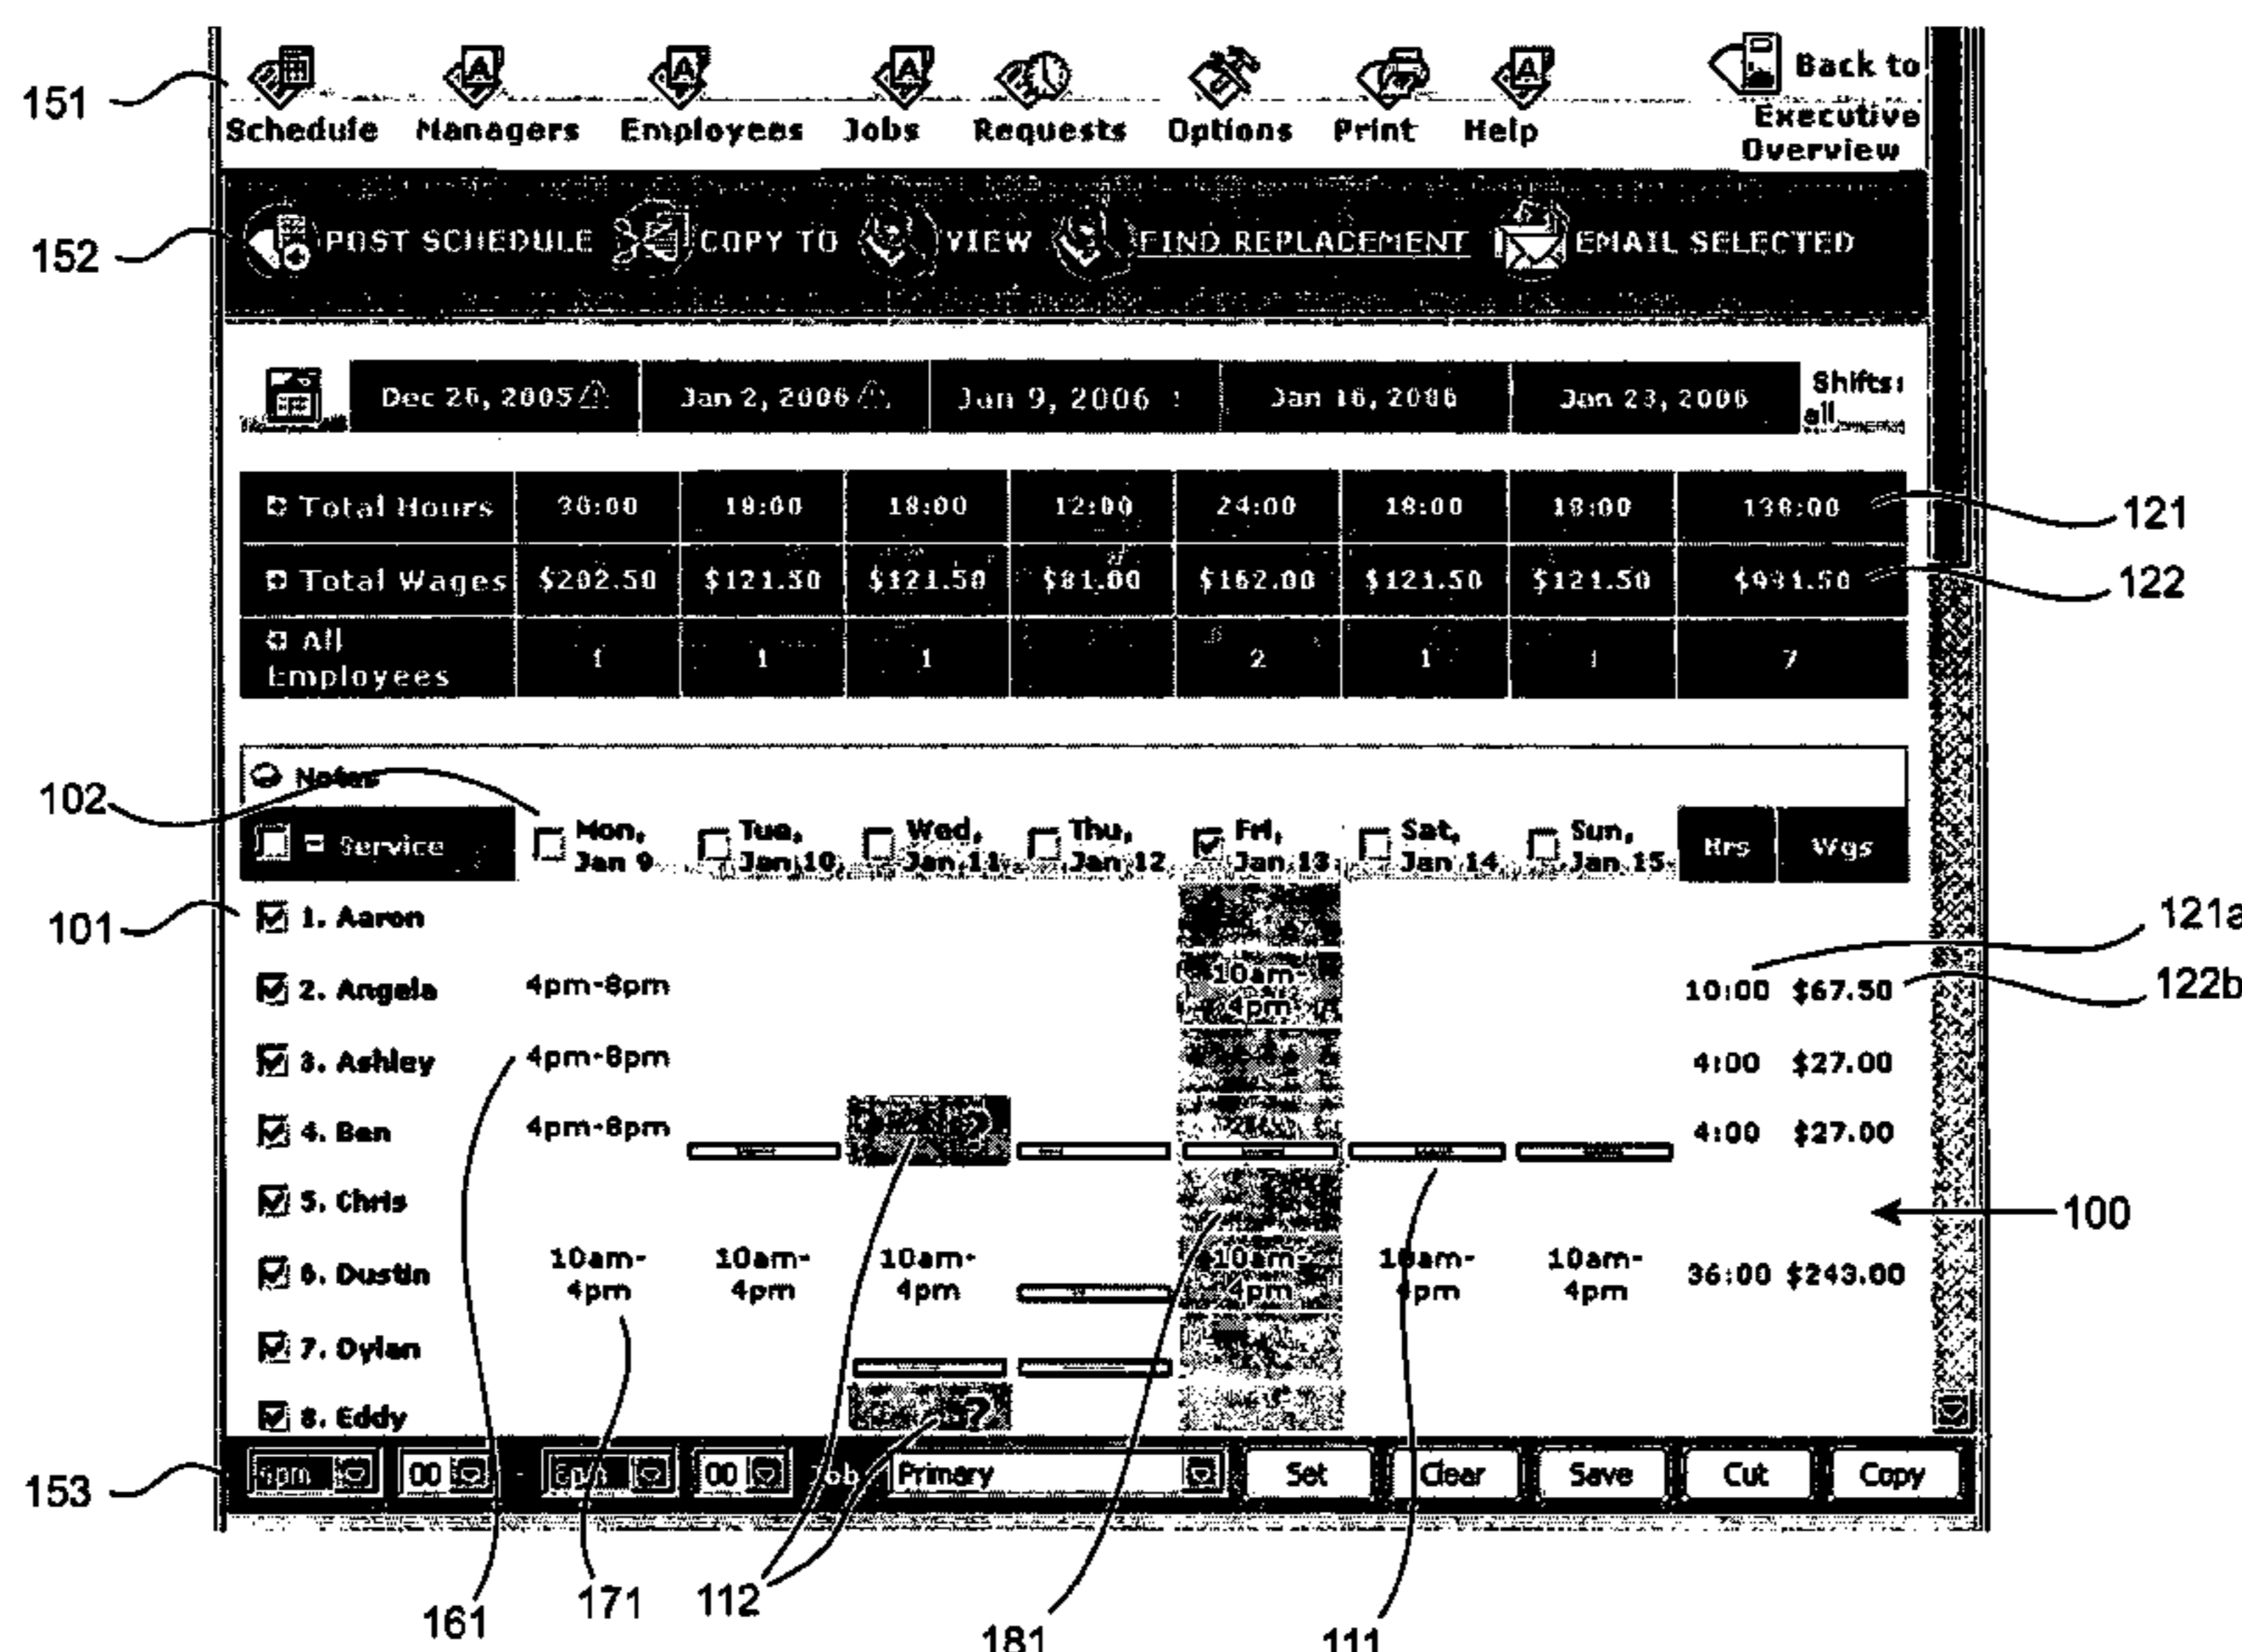 151
Schedule Managers Employees Jobs Requests Options Print Help
Back to
Executive
Overview
152
POST SCHEDULE COPY TO VIEW FIND REPLACEMENT EMAIL SELECTED
Dec 26, 2005 Jan 2, 2006 Jan 9, 2006 Jan 16, 2006 Jan 23, 2006 Shifts:
all
Total Hours 30:00 18:00 18:00 12:00 24:00 18:00 18:00 138:00 121
Total Wages $202.50 $121.50 $121.50 $81.00 $162.00 $121.50 $121.50 $931.50 122
All
Employees 1 1 1 2 1 1 7
102
Notes
Service Mon, Jan 9 Tue, Jan 10 Wed, Jan 11 Thu, Jan 12 Fri, Jan 13 Sat, Jan 14 Sun, Jan 15 Hrs Wgs
101 1. Aaron 121a
2. Angela 4pm-8pm 10am-4pm 10:00 $67.50 122b
3. Ashley 4pm-8pm 4:00 $27.00
4. Ben 4pm-8pm ? 4:00 $27.00
5. Chris 100
6. Dustin 10am-4pm 10am-4pm 10am-4pm 10am-4pm 10am-4pm 10am-4pm 36:00 $243.00
7. Dylan
8. Eddy ?
153 00 - 00 Job Primary Set Clear Save Cut Copy
161 171 112 181 111